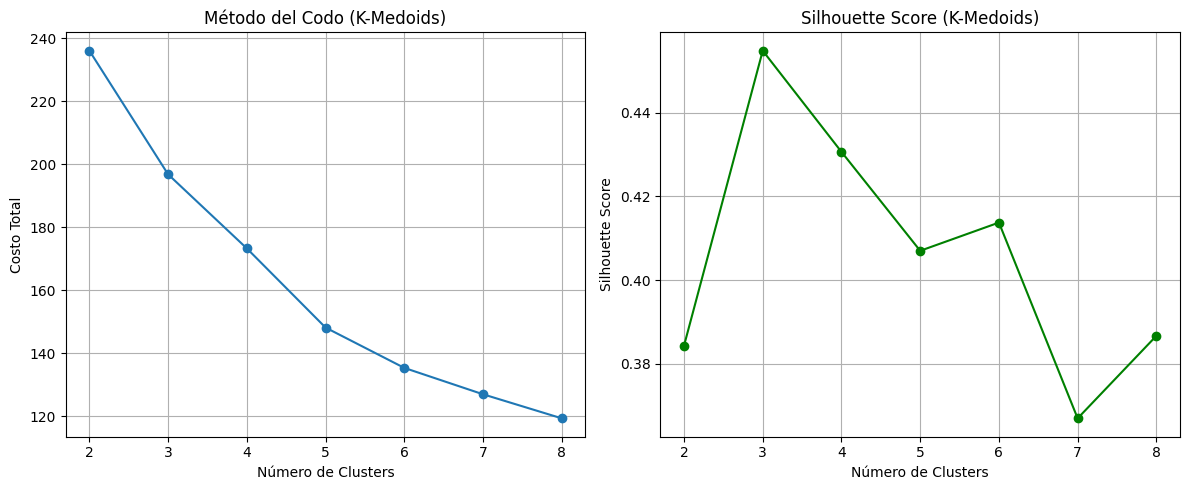 Método del Codo (K-Medoids)
240
220
200
180
160
140
120
Costo Total
2 3 4 5 6 7 8
Número de Clusters
Silhouette Score (K-Medoids)
0.44
0.42
0.40
0.38
Silhouette Score
2 3 4 5 6 7 8
Número de Clusters